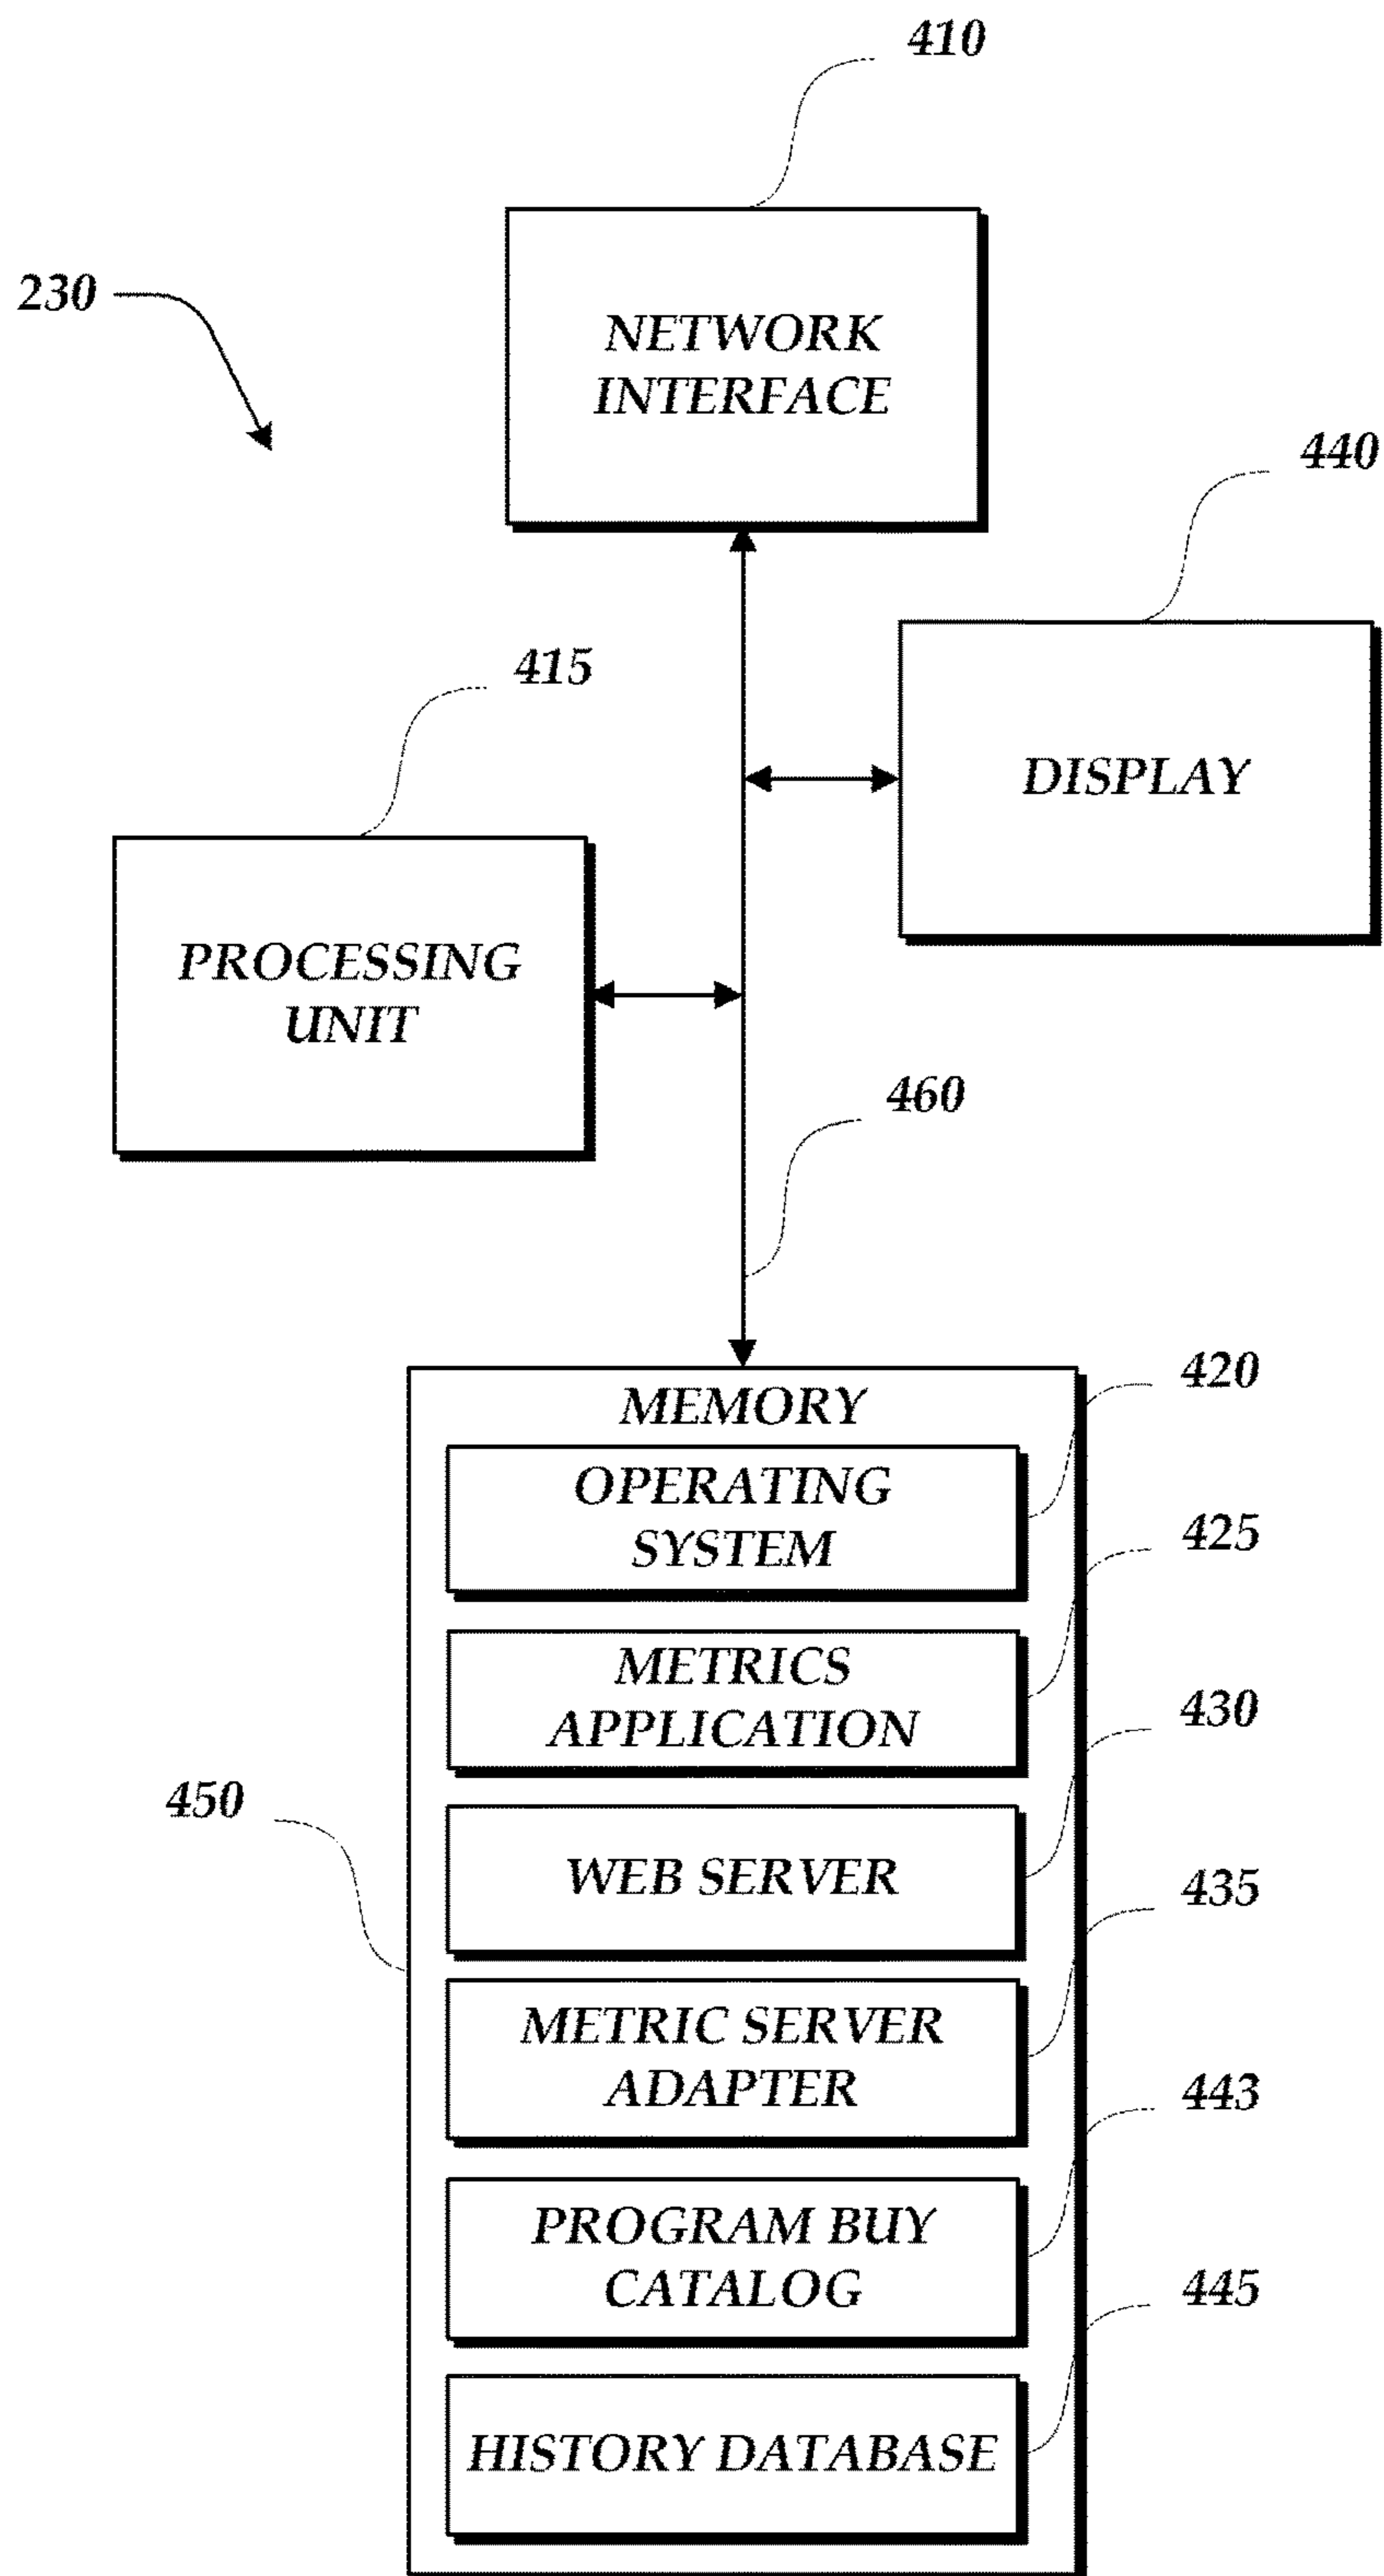 410
230
NETWORK
INTERFACE
440
415
DISPLAY
PROCESSING
UNIT
460
MEMORY
420
OPERATING
SYSTEM
425
METRICS
APPLICATION
430
450
WEB SERVER
435
METRIC SERVER
ADAPTER
443
PROGRAM BUY
CATALOG
445
HISTORY DATABASE